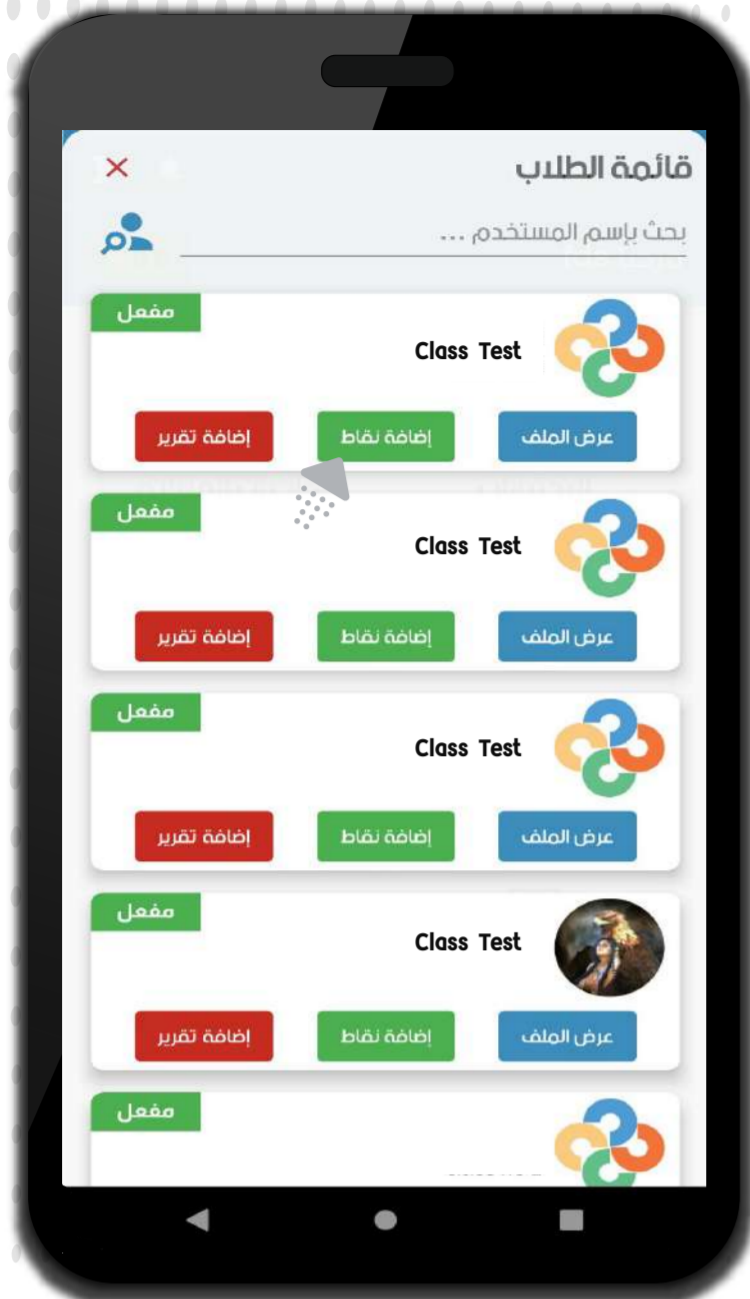 قائمة الطلاب
بحث بإسم المستخدم ...
مفعل
Class Test
عرض الملف إضافة نقاط إضافة تقرير
مفعل
Class Test
عرض الملف إضافة نقاط إضافة تقرير
مفعل
Class Test
عرض الملف إضافة نقاط إضافة تقرير
مفعل
Class Test
عرض الملف إضافة نقاط إضافة تقرير
مفعل